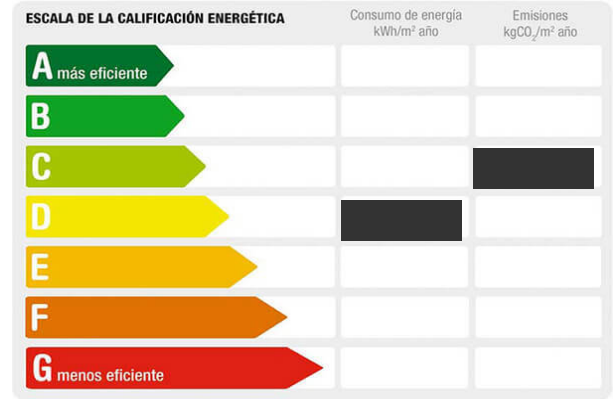 ESCALA DE LA CALIFICACIÓN ENERGÉTICA
Consumo de energía
kWh/m² año
Emisiones
kgCO₂/m² año
A más eficiente
B
C
D
E
F
G menos eficiente